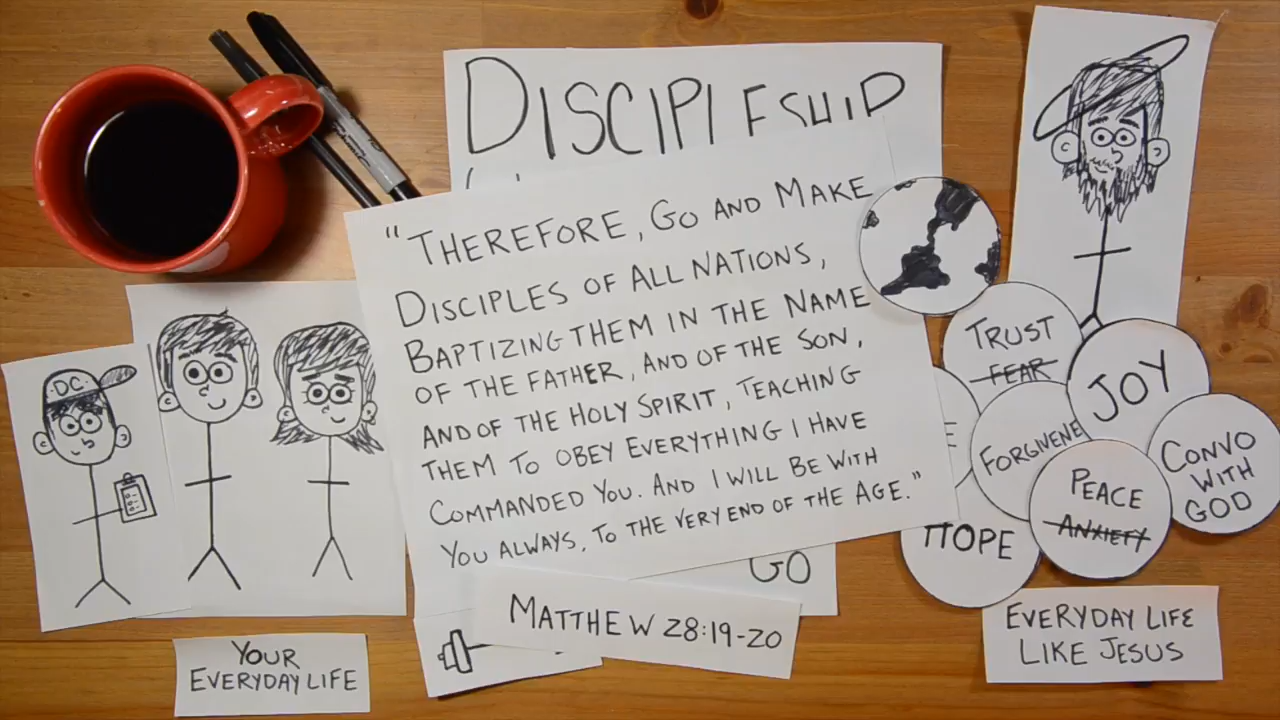 DISCIPLESHIP
"THEREFORE, GO AND MAKE
DISCIPLES OF ALL NATIONS,
BAPTIZING THEM IN THE NAME
OF THE FATHER, AND OF THE SON,
AND OF THE HOLY SPIRIT, TEACHING
THEM TO OBEY EVERYTHING I HAVE
COMMANDED YOU. AND I WILL BE WITH
YOU ALWAYS, TO THE VERY END OF THE AGE."
GO
MATTHEW 28:19-20
DC
YOUR
EVERYDAY LIFE
TRUST
FEAR
JOY
FORGIVENE
CONVO
WITH
GOD
PEACE
ANXIETY
HOPE
EVERYDAY LIFE
LIKE JESUS